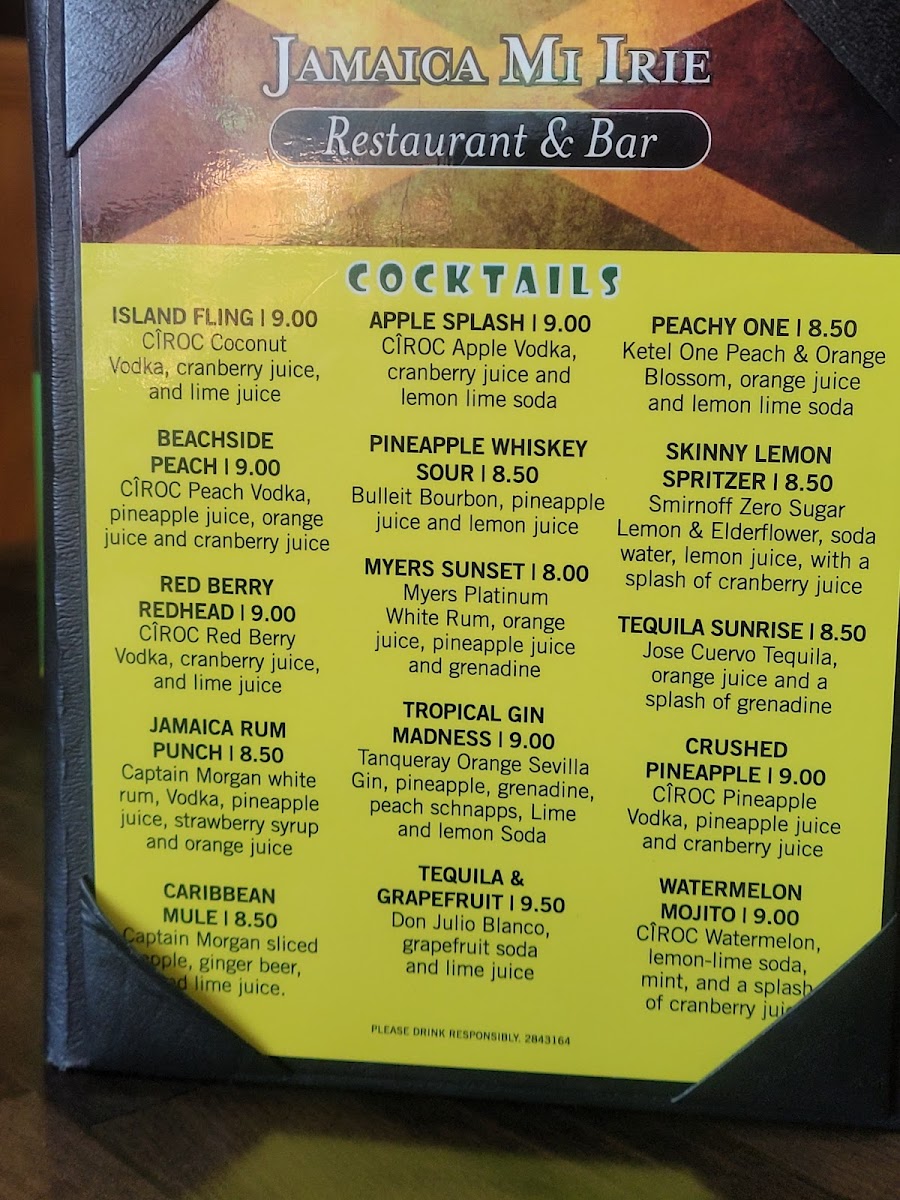 JAMAICA MI IRIE
Restaurant & Bar
COCKTAILS
ISLAND FLING | 9.00
CÎROC Coconut
Vodka, cranberry juice,
and lime juice
BEACHSIDE
PEACH | 9.00
CÎROC Peach Vodka,
pineapple juice, orange
juice and cranberry juice
RED BERRY
REDHEAD | 9.00
CÎROC Red Berry
Vodka, cranberry juice,
and lime juice
JAMAICA RUM
PUNCH | 8.50
Captain Morgan white
rum, Vodka, pineapple
juice, strawberry syrup
and orange juice
CARIBBEAN
MULE | 8.50
Captain Morgan sliced
apple, ginger beer,
and lime juice.
APPLE SPLASH | 9.00
CÎROC Apple Vodka,
cranberry juice and
lemon lime soda
PINEAPPLE WHISKEY
SOUR | 8.50
Bulleit Bourbon, pineapple
juice and lemon juice
MYERS SUNSET | 8.00
Myers Platinum
White Rum, orange
juice, pineapple juice
and grenadine
TROPICAL GIN
MADNESS | 9.00
Tanqueray Orange Sevilla
Gin, pineapple, grenadine,
peach schnapps, Lime
and lemon Soda
TEQUILA &
GRAPEFRUIT | 9.50
Don Julio Blanco,
grapefruit soda
and lime juice
PEACHY ONE | 8.50
Ketel One Peach & Orange
Blossom, orange juice
and lemon lime soda
SKINNY LEMON
SPRITZER | 8.50
Smirnoff Zero Sugar
Lemon & Elderflower, soda
water, lemon juice, with a
splash of cranberry juice
TEQUILA SUNRISE | 8.50
Jose Cuervo Tequila,
orange juice and a
splash of grenadine
CRUSHED
PINEAPPLE | 9.00
CÎROC Pineapple
Vodka, pineapple juice
and cranberry juice
WATERMELON
MOJITO | 9.00
CÎROC Watermelon,
lemon-lime soda,
mint, and a splash
of cranberry juice
PLEASE DRINK RESPONSIBLY. 2843164